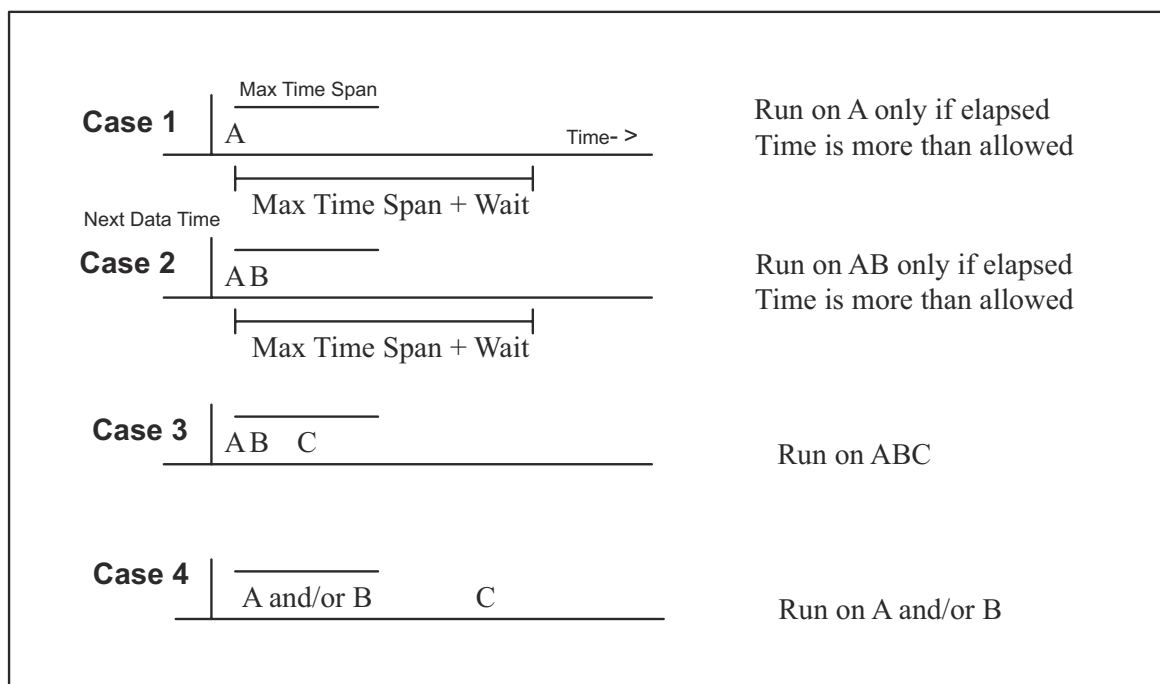 Max Time Span
Case 1
A
Time- >
Run on A only if elapsed
Time is more than allowed
Max Time Span + Wait
Next Data Time
Case 2
A B
Run on AB only if elapsed
Time is more than allowed
Max Time Span + Wait
Case 3
A B C
Run on ABC
Case 4
A and/or B C
Run on A and/or B